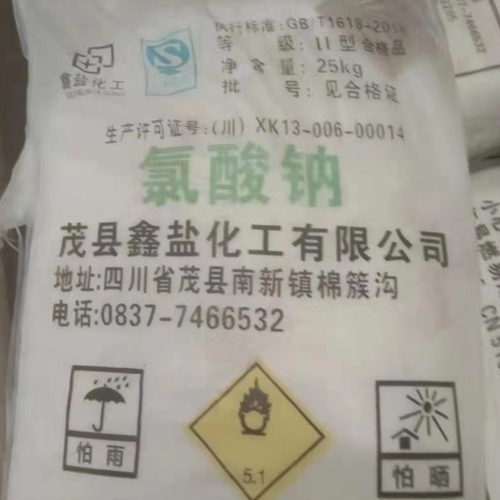 执行标准:GB/T1618-201
等 级:II型合格品
净含量:25kg
批 号:见合格证
鑫盐化工
生产许可证号:(川) XK13-006-00014
氯酸钠
茂县鑫盐化工有限公司
地址:四川省茂县南新镇棉簇沟
电话:0837-7466532
怕雨
5.1
怕晒
7466532